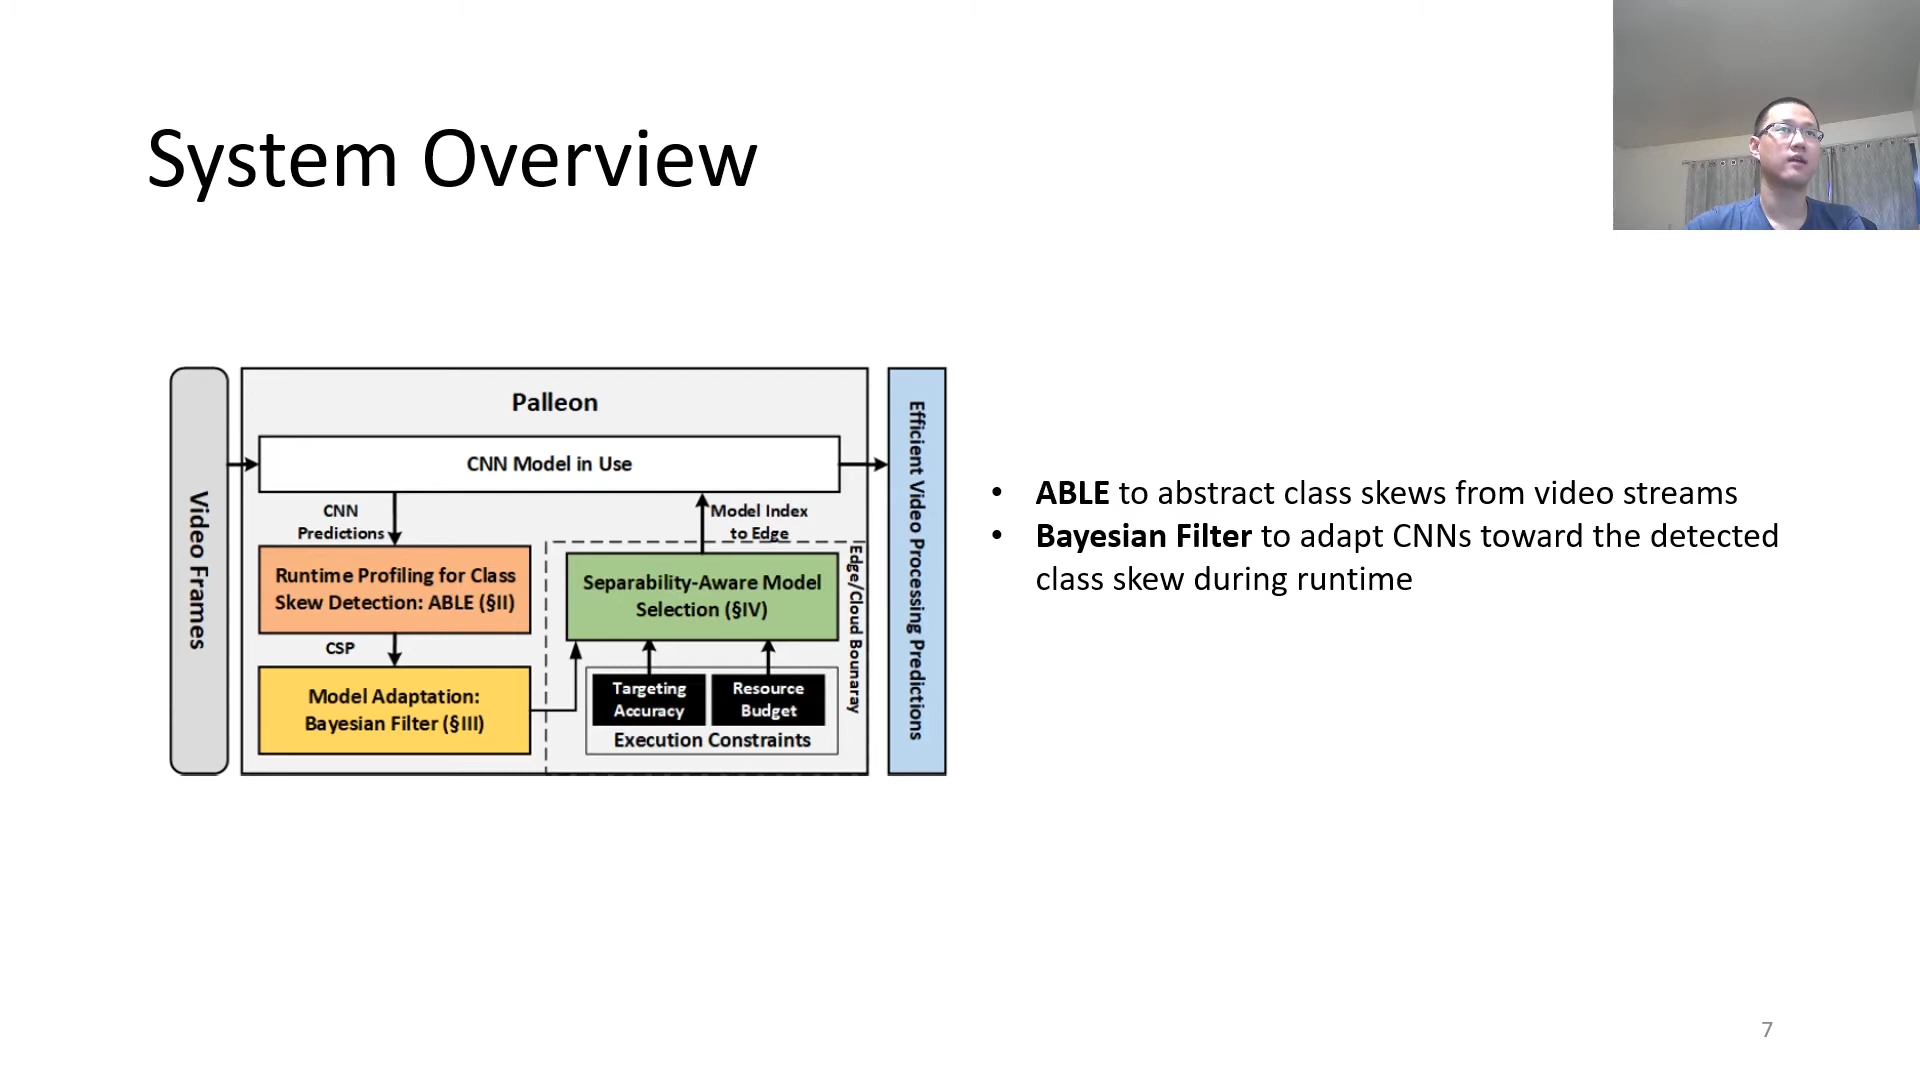 System Overview
Video Frames
Palleon
CNN Model in Use
CNN
Predictions
Model Index
to Edge
Runtime Profiling for Class
Skew Detection: ABLE (§II)
Separability-Aware Model
Selection (§IV)
Edge/Cloud Bounaray
CSP
Model Adaptation:
Bayesian Filter (§III)
Targeting
Accuracy
Resource
Budget
Execution Constraints
Efficient Video Processing Predictions
• ABLE to abstract class skews from video streams
• Bayesian Filter to adapt CNNs toward the detected
class skew during runtime
7